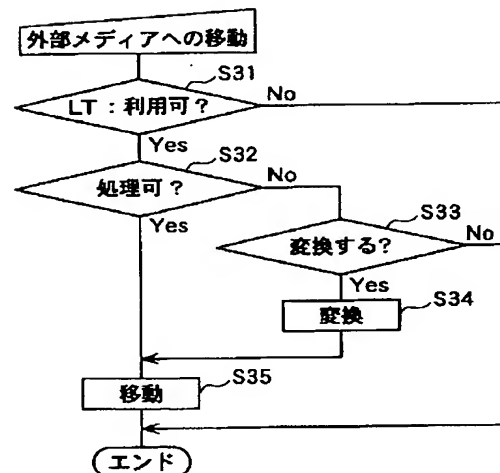 外部メディアへの移動
S31
LT：利用可？
No
Yes
S32
処理可？
No
Yes
S33
変換する?
No
Yes
S34
変換
S35
移動
エンド